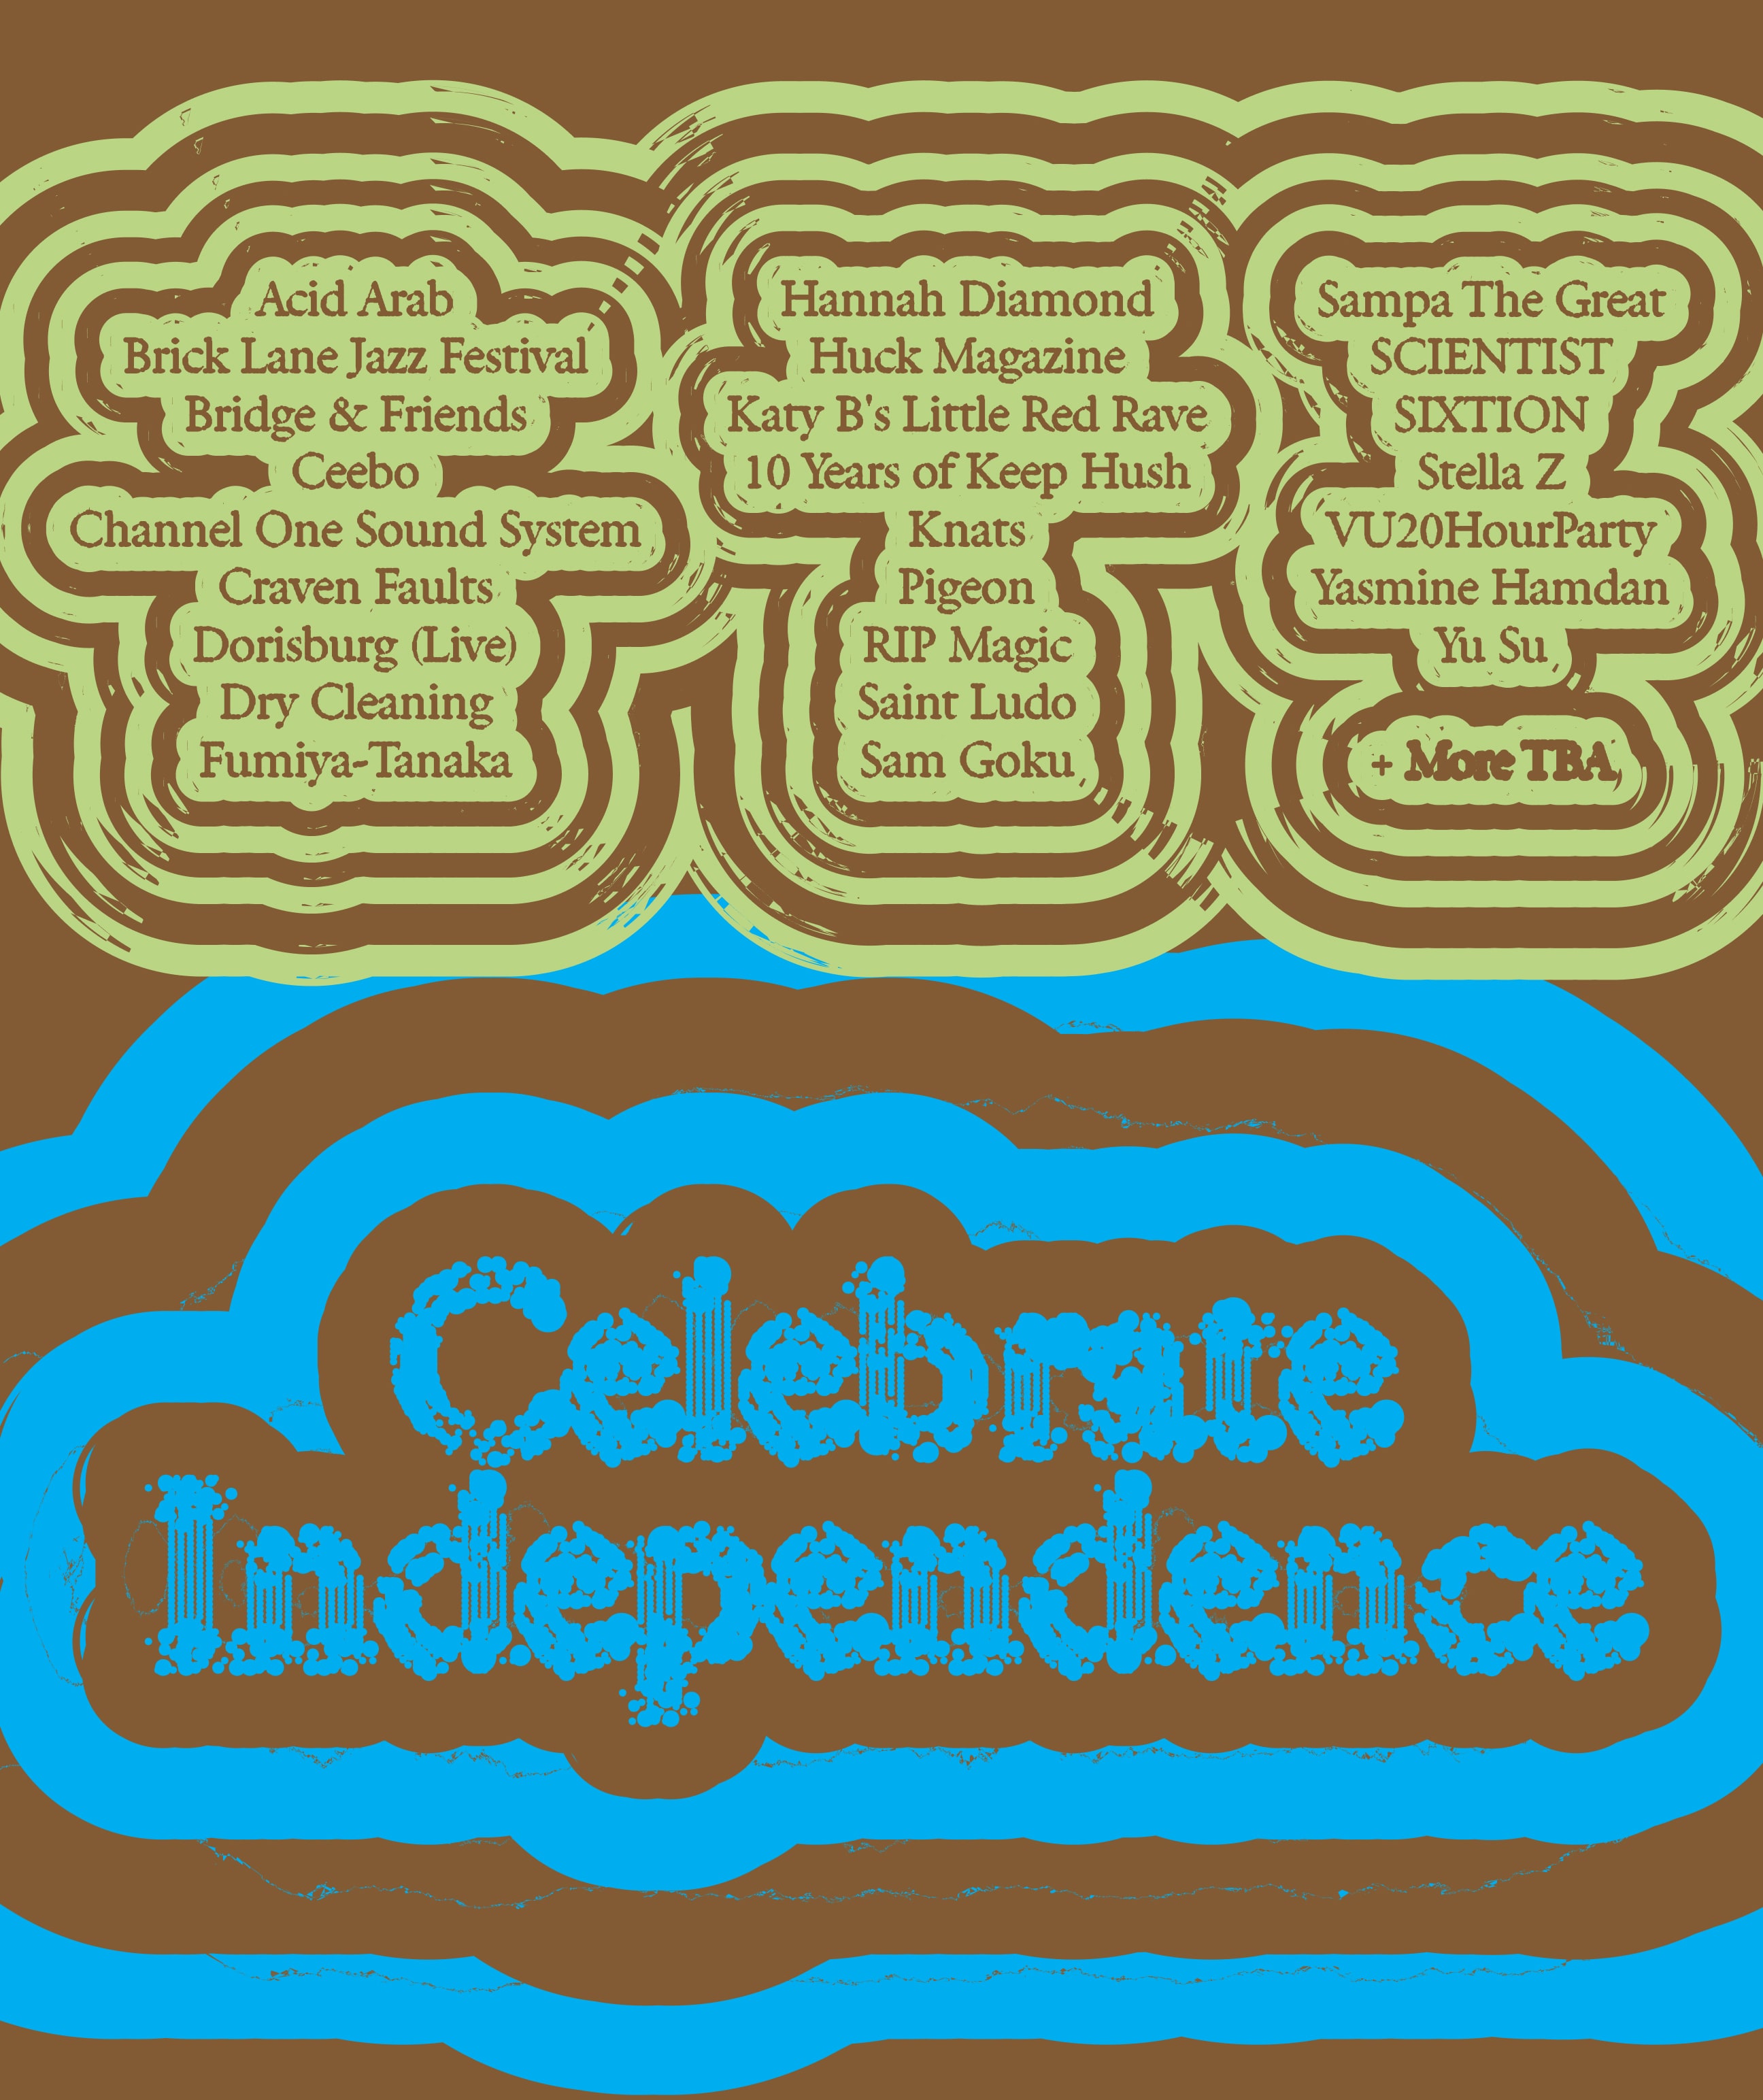 Acid Arab
Brick Lane Jazz Festival
Bridge & Friends
Ceebo
Channel One Sound System
Craven Faults
Dorisburg (Live)
Dry Cleaning
Fumiya-Tanaka
Hannah Diamond
Huck Magazine
Katy B's Little Red Rave
10 Years of Keep Hush
Knats
Pigeon
RIP Magic
Saint Ludo
Sam Goku
Sampa The Great
SCIENTIST
SIXTION
Stella Z
VU20HourParty
Yasmine Hamdan
Yu Su
+ More TBA
Celebrate
Independence